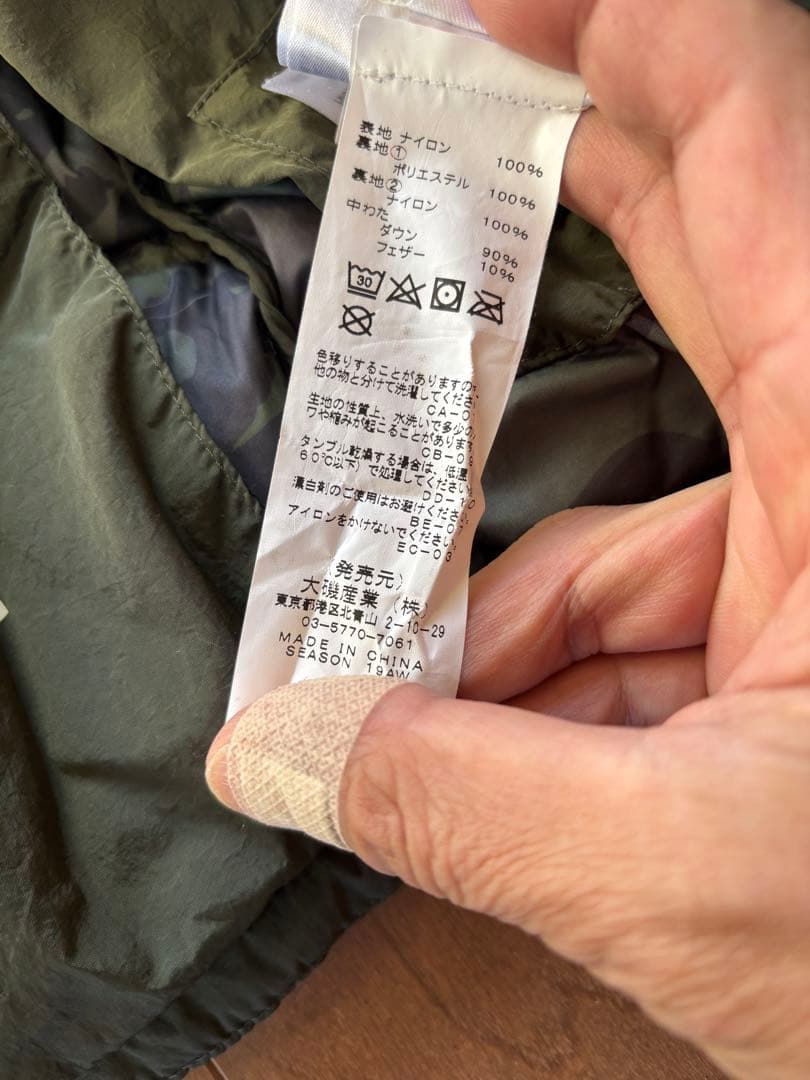 表地 ナイロン 100%
裏地①
ポリエステル 100%
裏地②
ナイロン 100%
中わた
ダウン 90%
フェザー 10%
30
色移りすることがありますの
他の物と分けて洗濯してくださ
CA-0
生地の性質上、水洗いで多少の
ワや縮みが起こることがありま
CB-0
タンブル乾燥する場合は、低温
60℃以下)で処理してください
DD-
漂白剤のご使用はお避けくださ
BE-0
アイロンをかけないでください
EC-03
(発売元)
大磯産業(株)
東京都港区北青山 2-10-29
03-5770-7061
MADE IN CHINA
SEASON 19AW